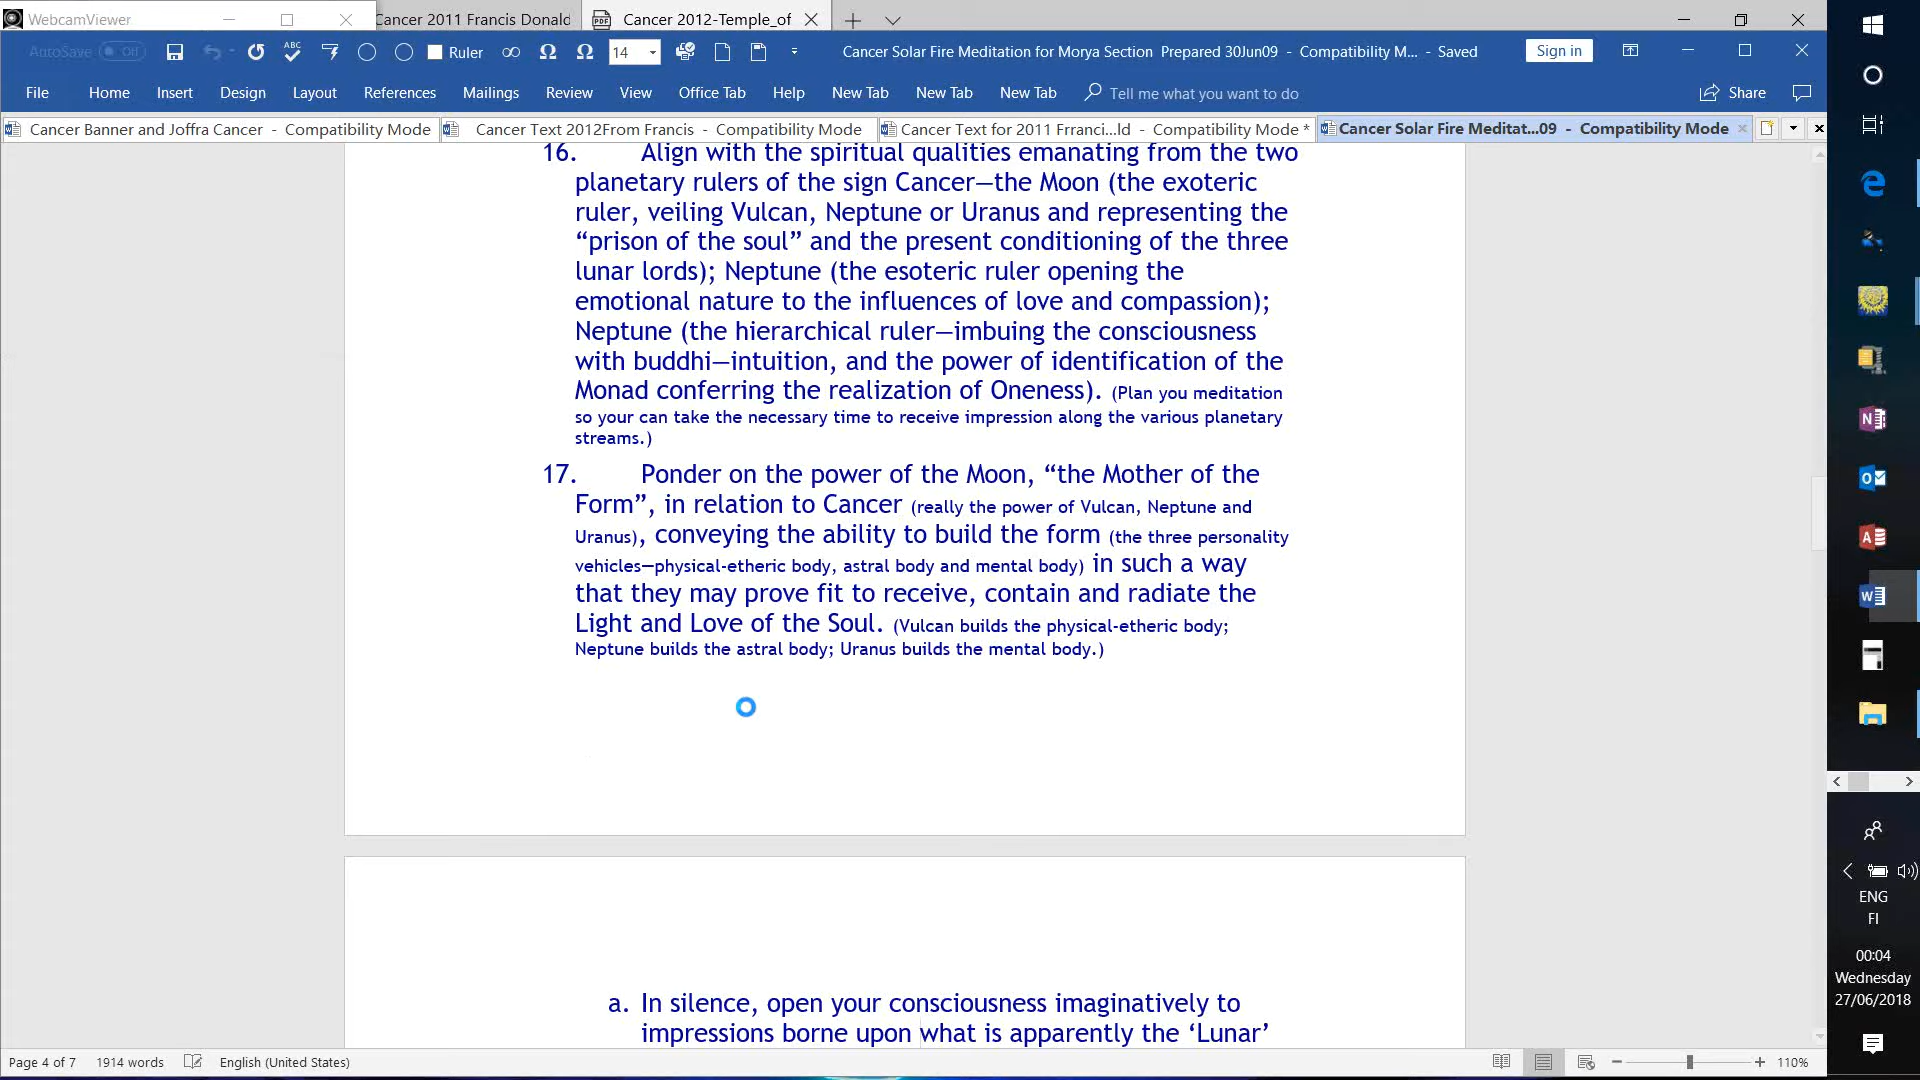 WebcamViewer
Cancer 2011 Francis Donald
Cancer 2012-Temple_of
AutoSave Off
ABC
Ruler
14
Cancer Solar Fire Meditation for Morya Section Prepared 30Jun09 - Compatibility M... - Saved
Sign in
File Home Insert Design Layout References Mailings Review View Office Tab Help New Tab New Tab New Tab Tell me what you want to do Share
Cancer Banner and Joffra Cancer - Compatibility Mode
Cancer Text 2012From Francis - Compatibility Mode
Cancer Text for 2011 Frranci...ld - Compatibility Mode *
Cancer Solar Fire Meditat...09 - Compatibility Mode
16. Align with the spiritual qualities emanating from the two
planetary rulers of the sign Cancer—the Moon (the exoteric
ruler, veiling Vulcan, Neptune or Uranus and representing the
“prison of the soul” and the present conditioning of the three
lunar lords); Neptune (the esoteric ruler opening the
emotional nature to the influences of love and compassion);
Neptune (the hierarchical ruler—imbuing the consciousness
with buddhi—intuition, and the power of identification of the
Monad conferring the realization of Oneness). (Plan you meditation
so your can take the necessary time to receive impression along the various planetary
streams.)
17. Ponder on the power of the Moon, “the Mother of the
Form”, in relation to Cancer (really the power of Vulcan, Neptune and
Uranus), conveying the ability to build the form (the three personality
vehicles—physical-etheric body, astral body and mental body) in such a way
that they may prove fit to receive, contain and radiate the
Light and Love of the Soul. (Vulcan builds the physical-etheric body;
Neptune builds the astral body; Uranus builds the mental body.)
a. In silence, open your consciousness imaginatively to
impressions borne upon what is apparently the ‘Lunar’
Page 4 of 7 1914 words English (United States) 110%
ENG
FI
00:04
Wednesday
27/06/2018